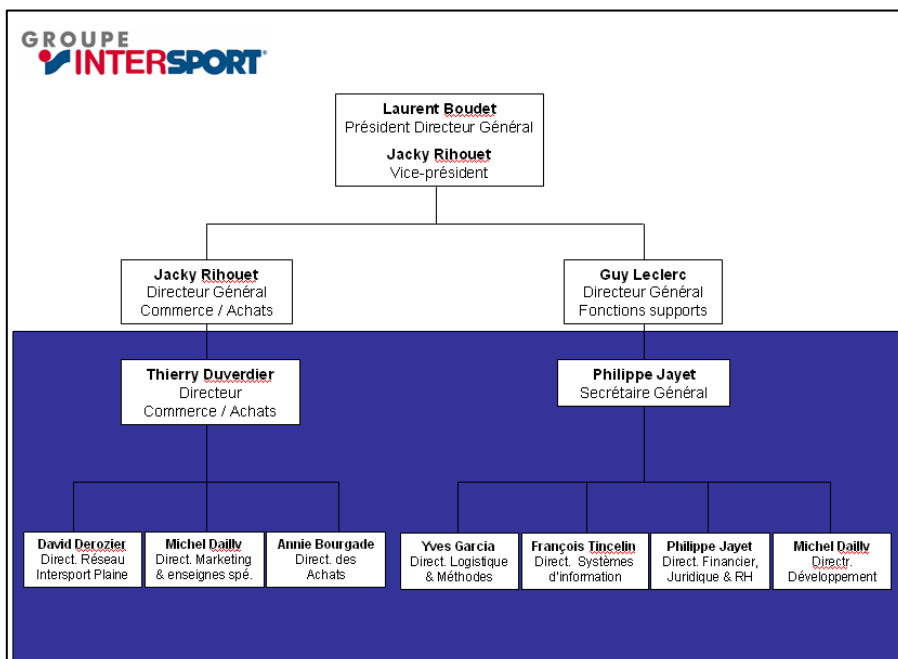 GROUPE
INTERSPORT
Laurent Boudet
Président Directeur Général
Jacky Rihouet
Vice-président
Jacky Rihouet
Directeur Général
Commerce / Achats
Guy Leclerc
Directeur Général
Fonctions supports
Thierry Duverdier
Directeur
Commerce / Achats
Philippe Jayet
Secrétaire Général
David Derozier
Direct. Réseau
Intersport Plaine
Michel Dailly
Direct. Marketing
& enseignes spé.
Annie Bourgade
Direct. des
Achats
Yves Garcia
Direct. Logistique
& Méthodes
François Tincelin
Direct. Systèmes
d'information
Philippe Jayet
Direct. Financier,
Juridique & RH
Michel Dailly
Directr.
Développement